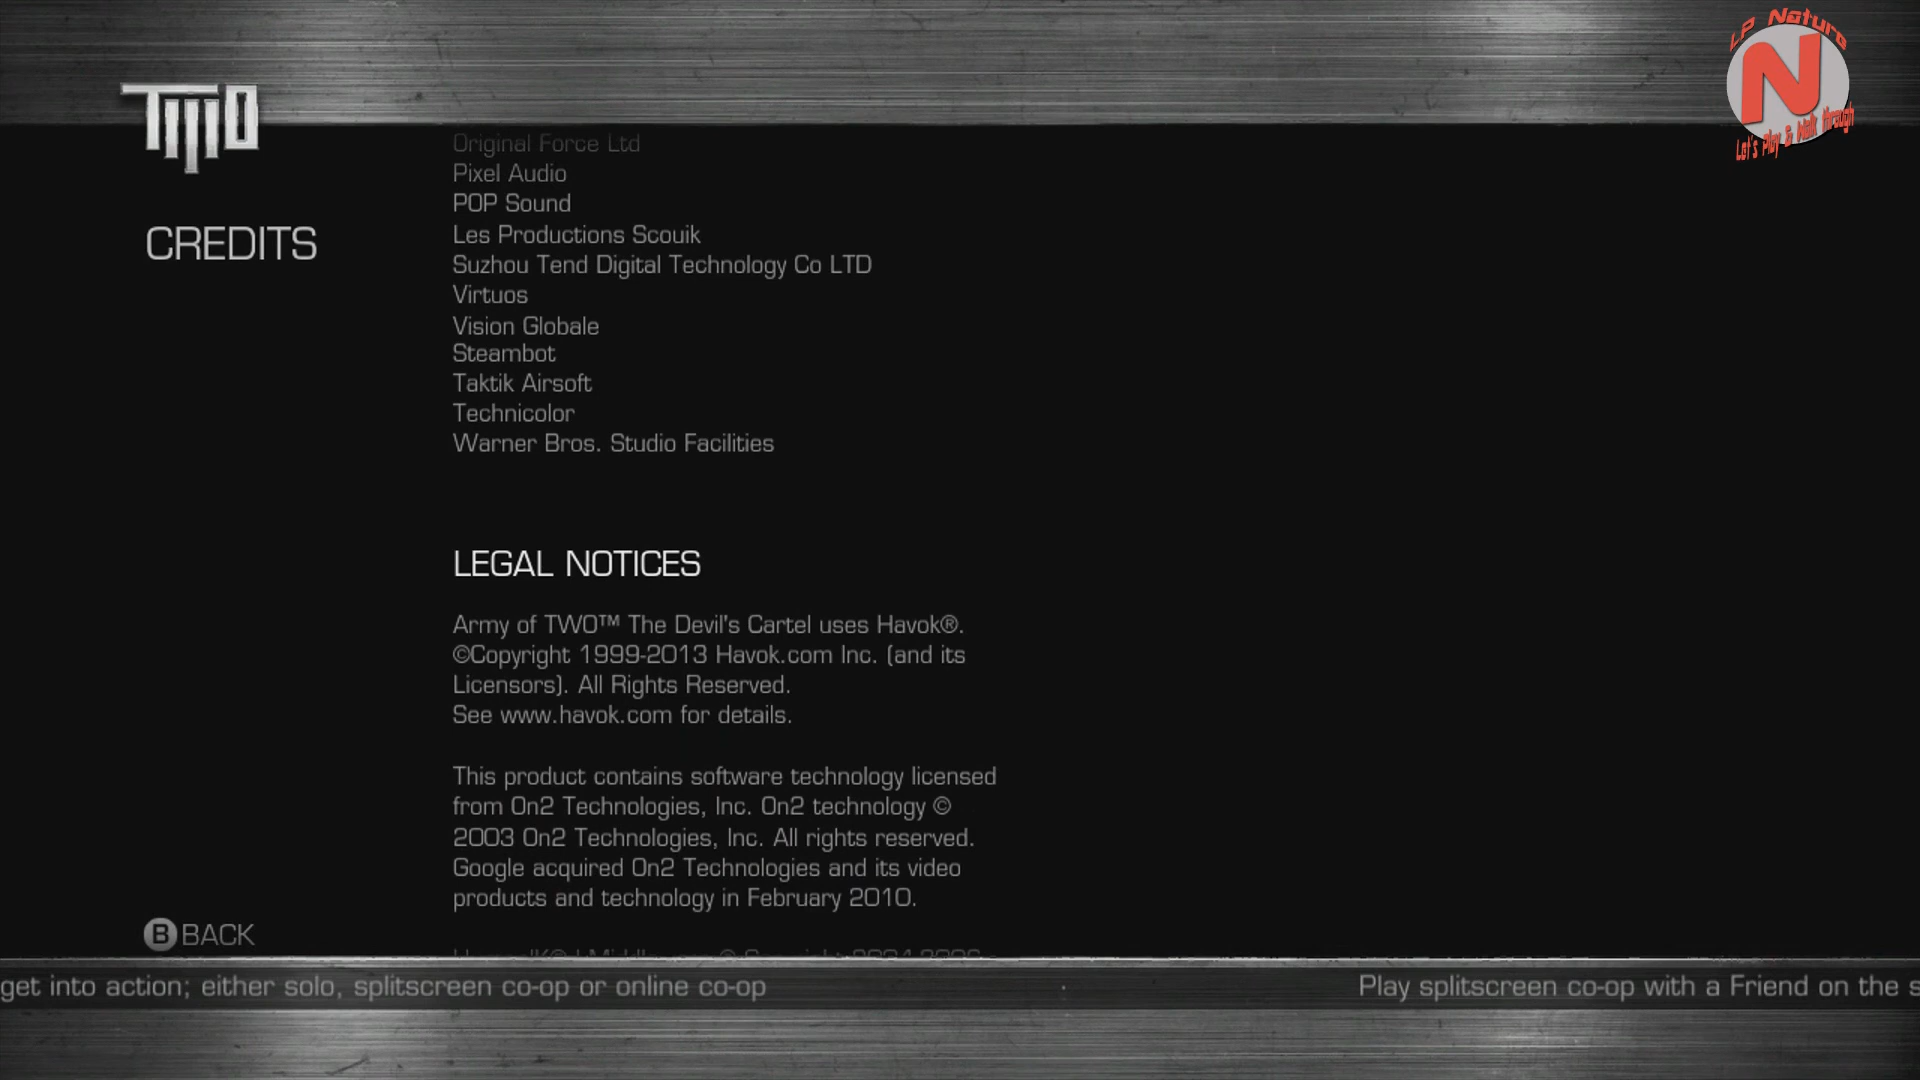 LP Nature
N
Let's Play & Walk through
TWO
CREDITS
Original Force Ltd
Pixel Audio
POP Sound
Les Productions Scouik
Suzhou Tend Digital Technology Co LTD
Virtuos
Vision Globale
Steambot
Taktik Airsoft
Technicolor
Warner Bros. Studio Facilities
LEGAL NOTICES
Army of TWO™ The Devil's Cartel uses Havok®.
©Copyright 1999-2013 Havok.com Inc. (and its
Licensors). All Rights Reserved.
See www.havok.com for details.
This product contains software technology licensed
from On2 Technologies, Inc. On2 technology ©
2003 On2 Technologies, Inc. All rights reserved.
Google acquired On2 Technologies and its video
products and technology in February 2010.
B BACK
get into action; either solo, splitscreen co-op or online co-op
Play splitscreen co-op with a Friend on the s